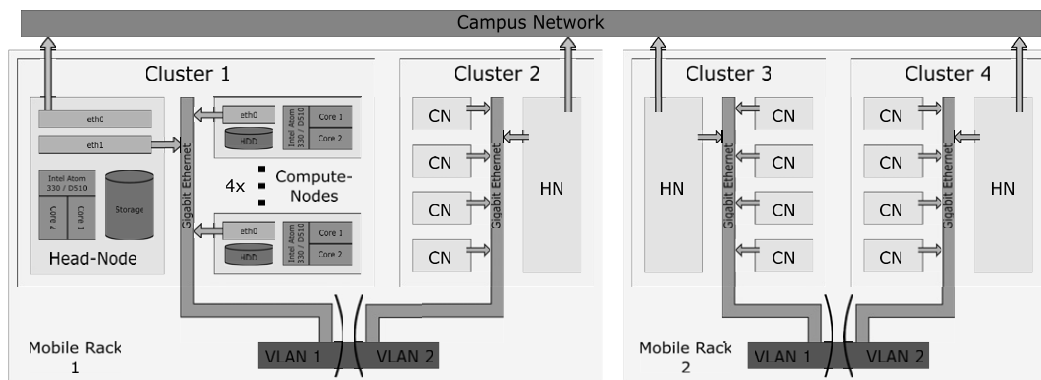 Campus Network
Cluster 1
eth0
eth1
Intel Atom
330 / D510
Core 2
Core 1
Storage
Head-Node
Gigabit Ethernet
eth0
HDD
Intel Atom
330 / D510
Core 1
Core 2
4x
Compute-
Nodes
eth0
HDD
Intel Atom
330 / D510
Core 1
Core 2
Cluster 2
CN
CN
CN
CN
Gigabit Ethernet
HN
Mobile Rack
1
VLAN 1
VLAN 2
Cluster 3
HN
Gigabit Ethernet
CN
CN
CN
CN
Cluster 4
CN
CN
CN
CN
Gigabit Ethernet
HN
Mobile Rack
2
VLAN 1
VLAN 2